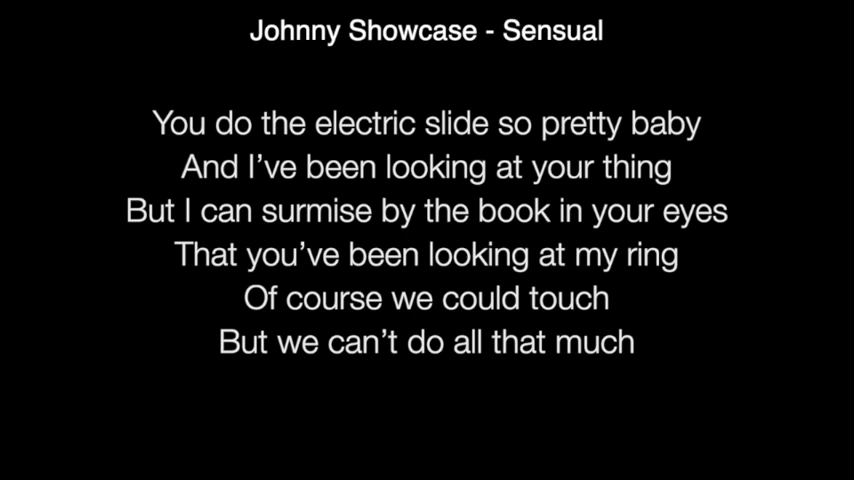 Johnny Showcase - Sensual
You do the electric slide so pretty baby
And I’ve been looking at your thing
But I can surmise by the book in your eyes
That you’ve been looking at my ring
Of course we could touch
But we can’t do all that much